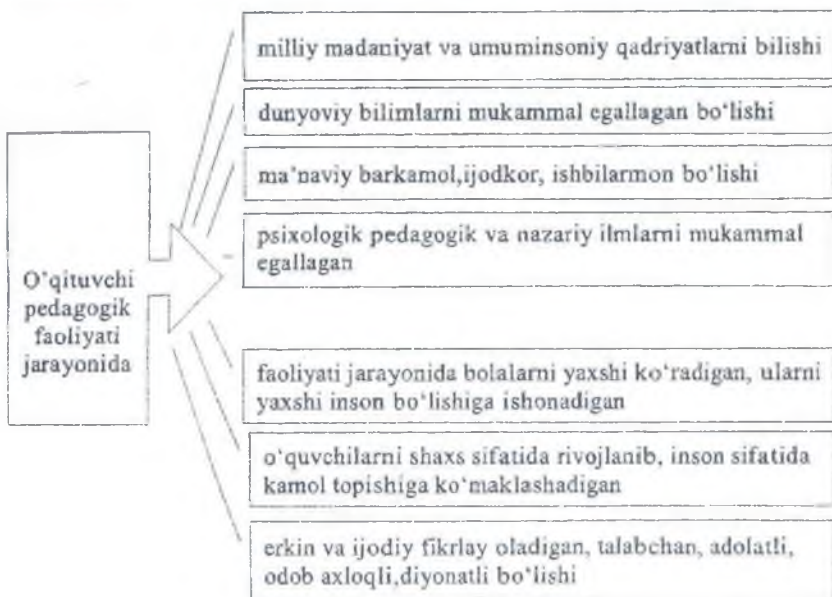 milliy madaniyat va umuminsoniy qadriyatlarni bilishi
dunyoviy bilimlarni mukammal egallagan bo‘lishi
ma’naviy barkamol,ijodkor, ishbilarmon bo‘lishi
psixologik pedagogik va nazariy ilmlarni mukammal
egallagan
O’qituvchi
pedagogik
faoliyati
jarayonida
faoliyati jarayonida bolalarni yaxshi ko‘radigan, ularni
yaxshi inson bo‘lishiga ishonadigan
o‘quvchilarni shaxs sifatida rivojlanib, inson sifatida
kamol topishiga ko‘maklashadigan
erkin va ijodiy fikrlay oladigan, talabchan, adolatli,
odob axloqli,diyonatli bo‘lishi